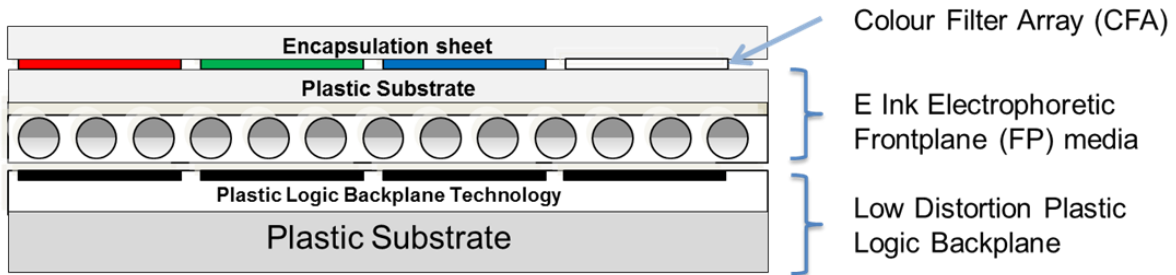 Encapsulation sheet
Plastic Substrate
Plastic Logic Backplane Technology
Plastic Substrate
Colour Filter Array (CFA)
E Ink Electrophoretic
Frontplane (FP) media
Low Distortion Plastic
Logic Backplane